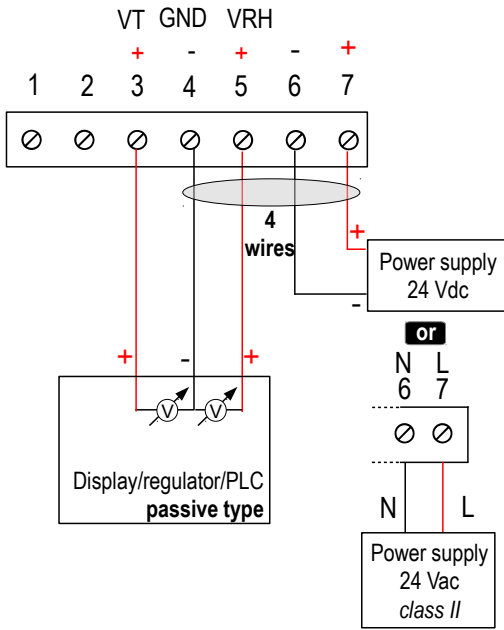 VT GND VRH
+ - + - +
1 2 3 4 5 6 7
4
wires
+
Power supply
24 Vdc
-
or
N L
6 7
+ - +
V V
Display/regulator/PLC
passive type
N L
Power supply
24 Vac
class II